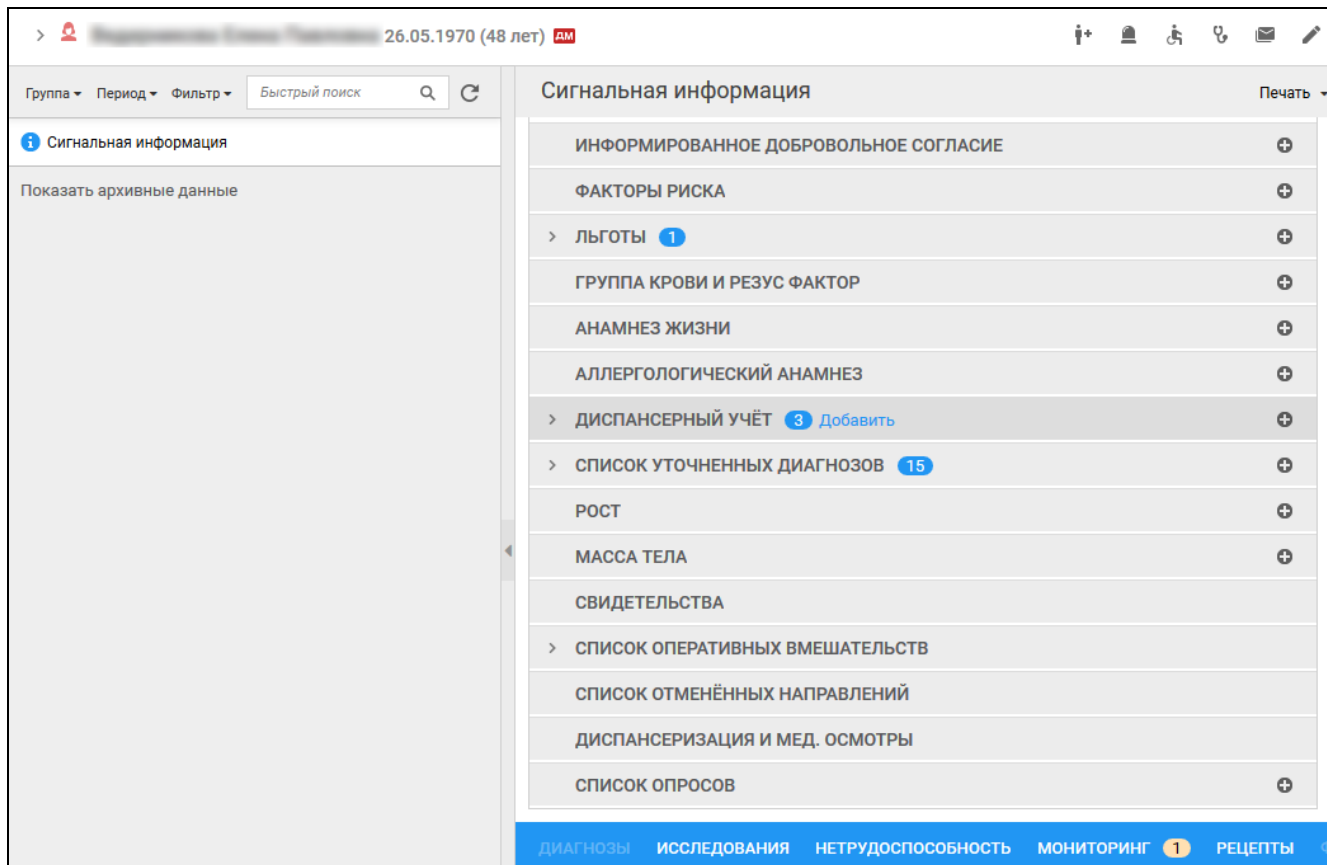 26.05.1970 (48 лет) ДМ
Группа Период Фильтр Быстрый поиск
Сигнальная информация
Показать архивные данные
Сигнальная информация Печать
ИНФОРМИРОВАННОЕ ДОБРОВОЛЬНОЕ СОГЛАСИЕ
ФАКТОРЫ РИСКА
ЛЬГОТЫ 1
ГРУППА КРОВИ И РЕЗУС ФАКТОР
АНАМНЕЗ ЖИЗНИ
АЛЛЕРГОЛОГИЧЕСКИЙ АНАМНЕЗ
ДИСПАНСЕРНЫЙ УЧЁТ 3 Добавить
СПИСОК УТОЧНЕННЫХ ДИАГНОЗОВ 15
РОСТ
МАССА ТЕЛА
СВИДЕТЕЛЬСТВА
СПИСОК ОПЕРАТИВНЫХ ВМЕШАТЕЛЬСТВ
СПИСОК ОТМЕНЁННЫХ НАПРАВЛЕНИЙ
ДИСПАНСЕРИЗАЦИЯ И МЕД. ОСМОТРЫ
СПИСОК ОПРОСОВ
ДИАГНОЗЫ ИССЛЕДОВАНИЯ НЕТРУДОСПОСОБНОСТЬ МОНИТОРИНГ 1 РЕЦЕПТЫ